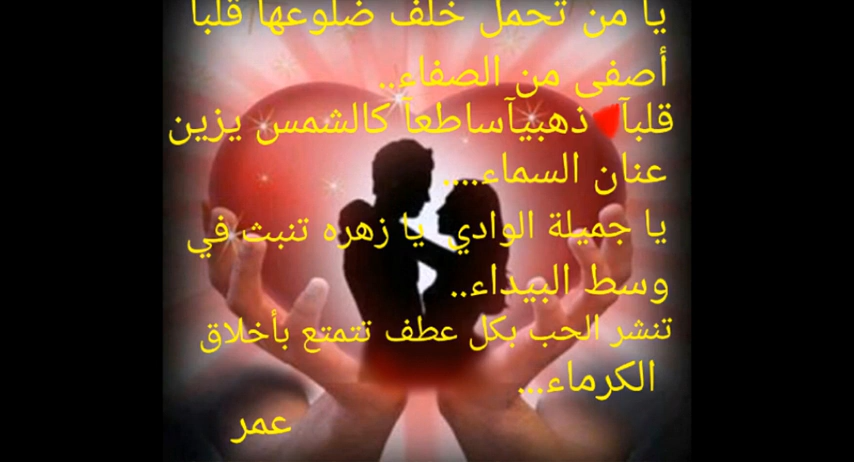 يا من تحمل خلف ضلوعها قلبا
أصفى من الصفاء..
قلبآ ذهبيآساطعآ كالشمس يزين
عنان السماء....
يا جميلة الوادي يا زهره تنبث في
وسط البيداء..
تنشر الحب بكل عطف تتمتع بأخلاق
الكرماء...
عمر